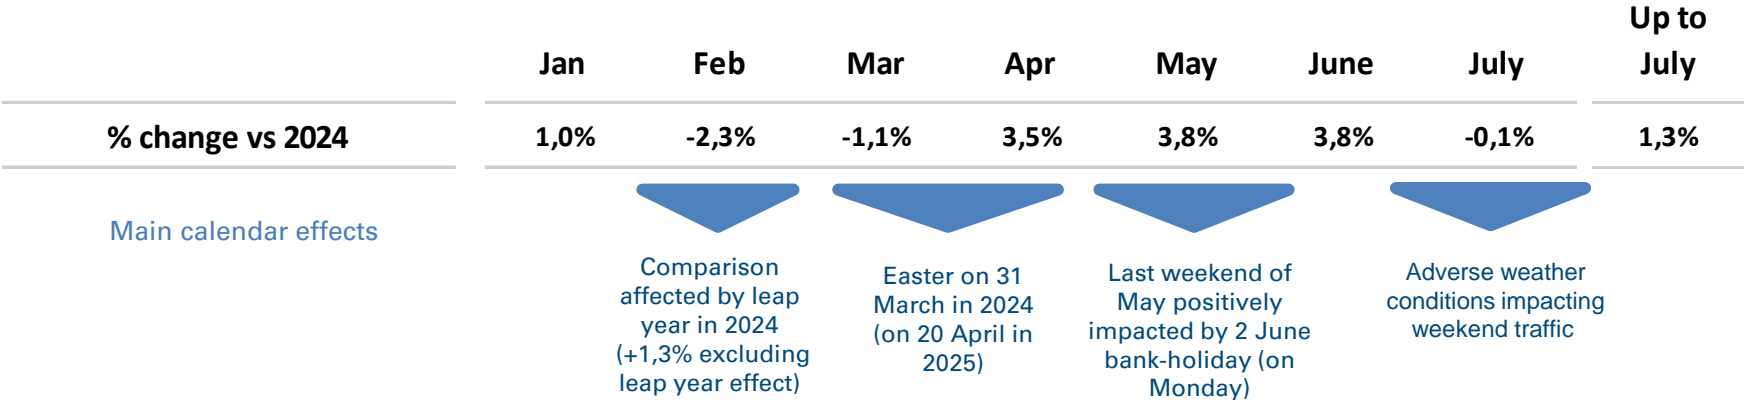 Up to
Jan Feb Mar Apr May June July July
% change vs 2024 1,0% -2,3% -1,1% 3,5% 3,8% 3,8% -0,1% 1,3%
Main calendar effects
Comparison
affected by leap
year in 2024
(+1,3% excluding
leap year effect)
Easter on 31
March in 2024
(on 20 April in
2025)
Last weekend of
May positively
impacted by 2 June
bank-holiday (on
Monday)
Adverse weather
conditions impacting
weekend traffic